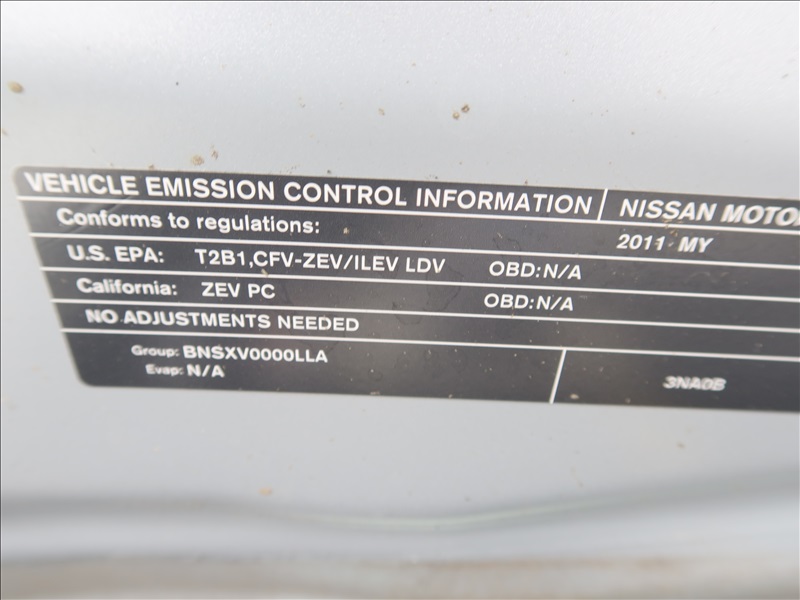 VEHICLE EMISSION CONTROL INFORMATION NISSAN MOTO
Conforms to regulations: 2011 MY
U.S. EPA: T2B1,CFV-ZEV/ILEV LDV OBD:N/A
California: ZEV PC OBD:N/A
NO ADJUSTMENTS NEEDED
Group: BNSXV0000LLA
Evap: N/A
3NA0B